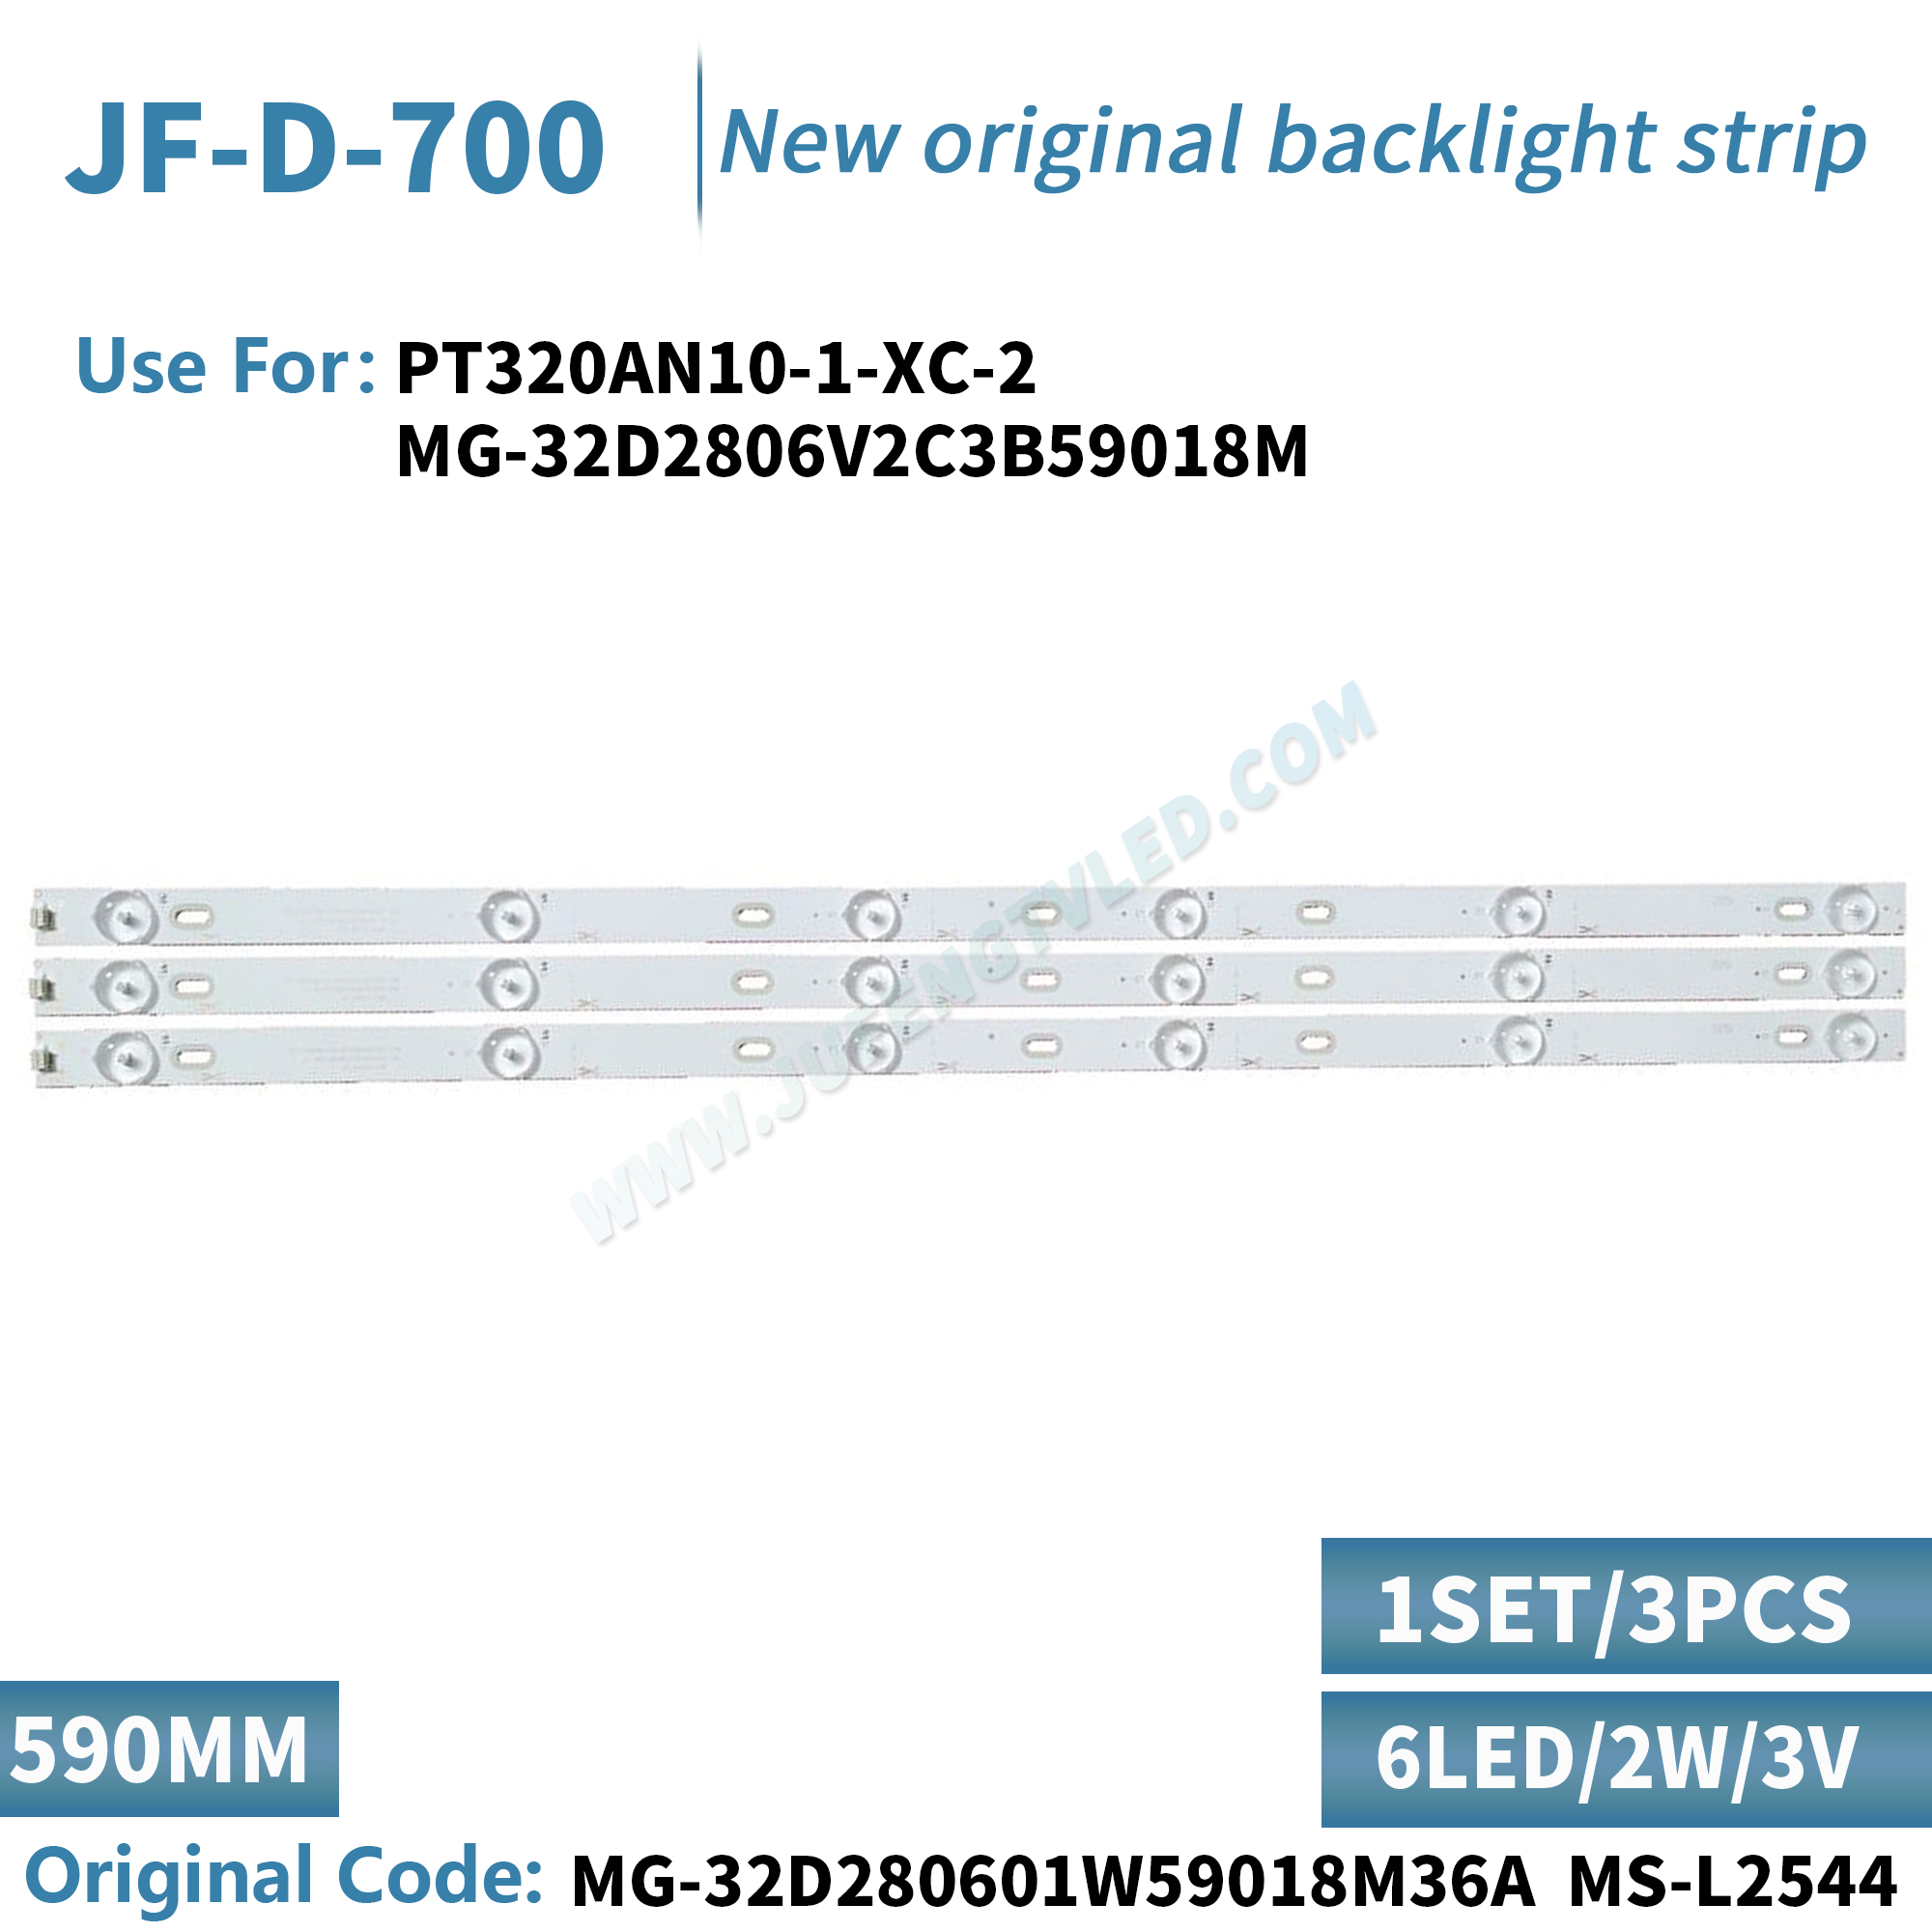 JF-D-700
New original backlight strip
Use For: PT320AN10-1-XC-2
MG-32D2806V2C3B59018M
WWW.JUFENGTVLED.COM
1SET/3PCS
590MM
6LED/2W/3V
Original Code: MG-32D280601W59018M36A MS-L2544